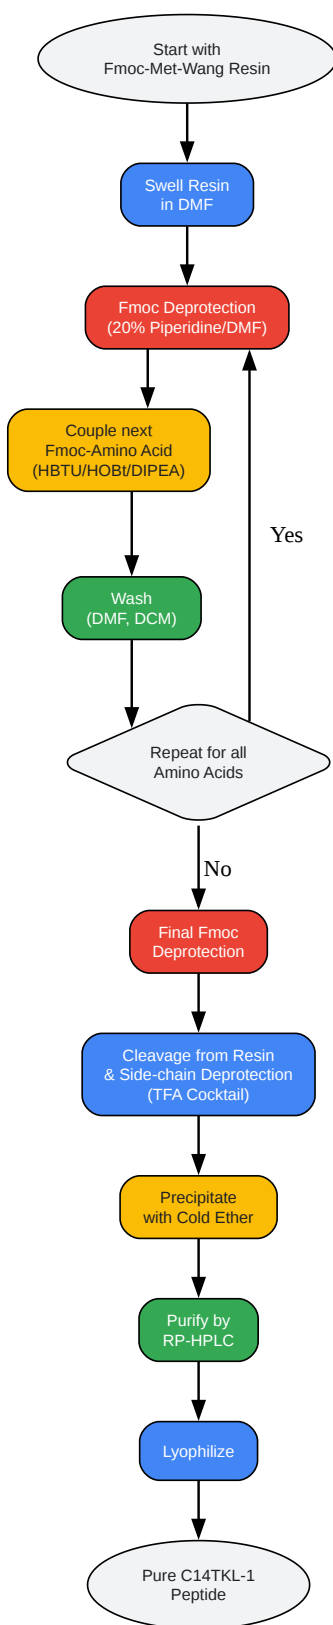 Start with
Fmoc-Met-Wang Resin
Swell Resin
in DMF
Fmoc Deprotection
(20% Piperidine/DMF)
Couple next
Fmoc-Amino Acid
(HBTU/HOBt/DIPEA)
Yes
Wash
(DMF, DCM)
Repeat for all
Amino Acids
No
Final Fmoc
Deprotection
Cleavage from Resin
& Side-chain Deprotection
(TFA Cocktail)
Precipitate
with Cold Ether
Purify by
RP-HPLC
Lyophilize
Pure C14TKL-1
Peptide